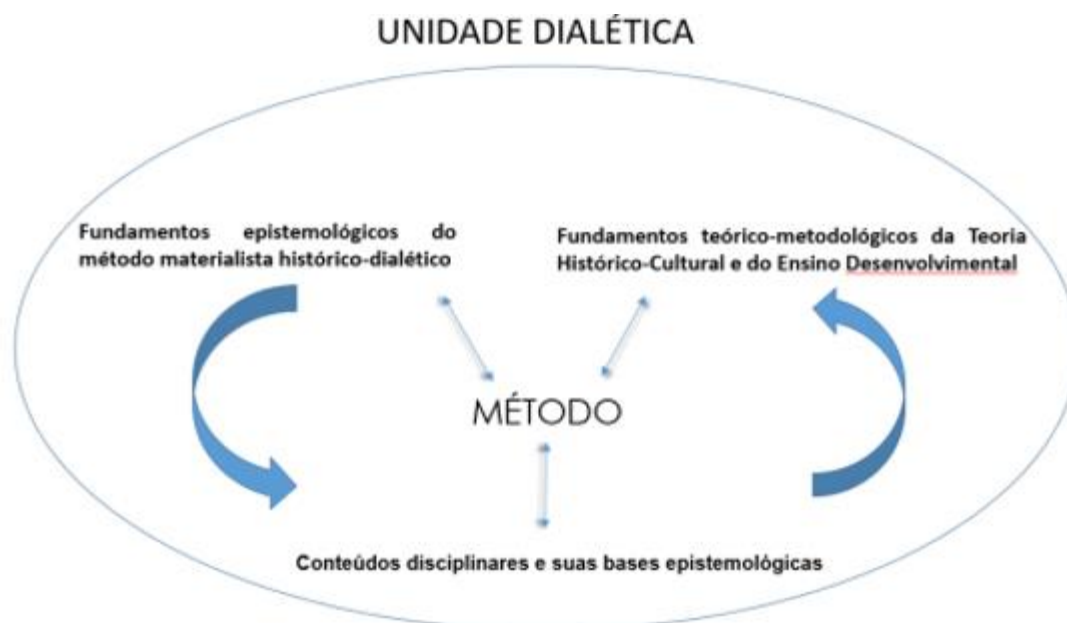 UNIDADE DIALÉTICA
Fundamentos epistemológicos do
método materialista histórico-dialético
Fundamentos teórico-metodológicos da Teoria
Histórico-Cultural e do Ensino Desenvolvimental
MÉTODO
Conteúdos disciplinares e suas bases epistemológicas